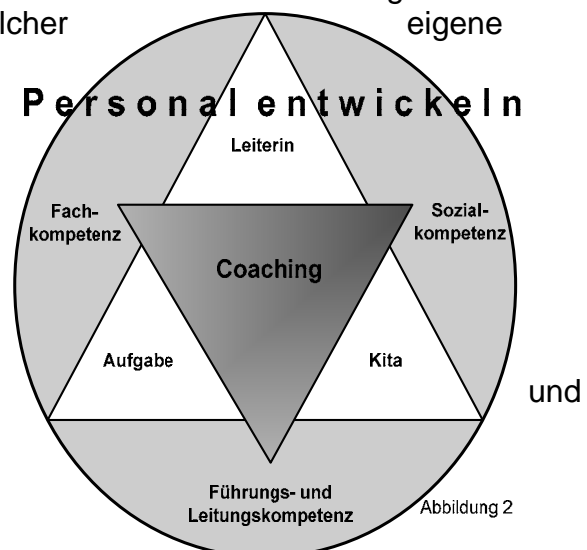 lcher eigene
Personal entwickeln
Leiterin
Fach-
kompetenz
Sozial-
kompetenz
Coaching
Aufgabe
Kita
und
Führungs- und
Leitungskompetenz
Abbildung 2